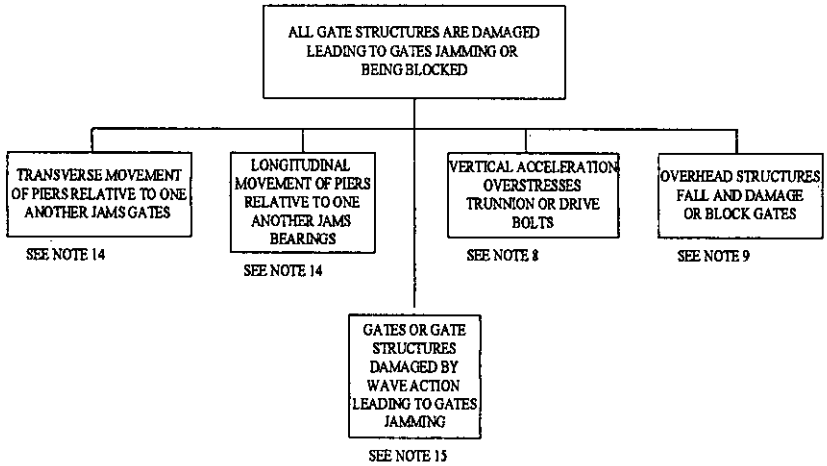 ALL GATE STRUCTURES ARE DAMAGED
LEADING TO GATES JAMMING OR
BEING BLOCKED
TRANSVERSE MOVEMENT
OF PIERS RELATIVE TO ONE
ANOTHER JAMS GATES
SEE NOTE 14
LONGITUDINAL
MOVEMENT OF PIERS
RELATIVE TO ONE
ANOTHER JAMS
BEARINGS
SEE NOTE 14
VERTICAL ACCELERATION
OVERSTRESSES
TRUNNION OR DRIVE
BOLTS
SEE NOTE 8
OVERHEAD STRUCTURES
FALL AND DAMAGE
OR BLOCK GATES
SEE NOTE 9
GATES OR GATE
STRUCTURES
DAMAGED BY
WAVE ACTION
LEADING TO GATES
JAMMING
SEE NOTE 15